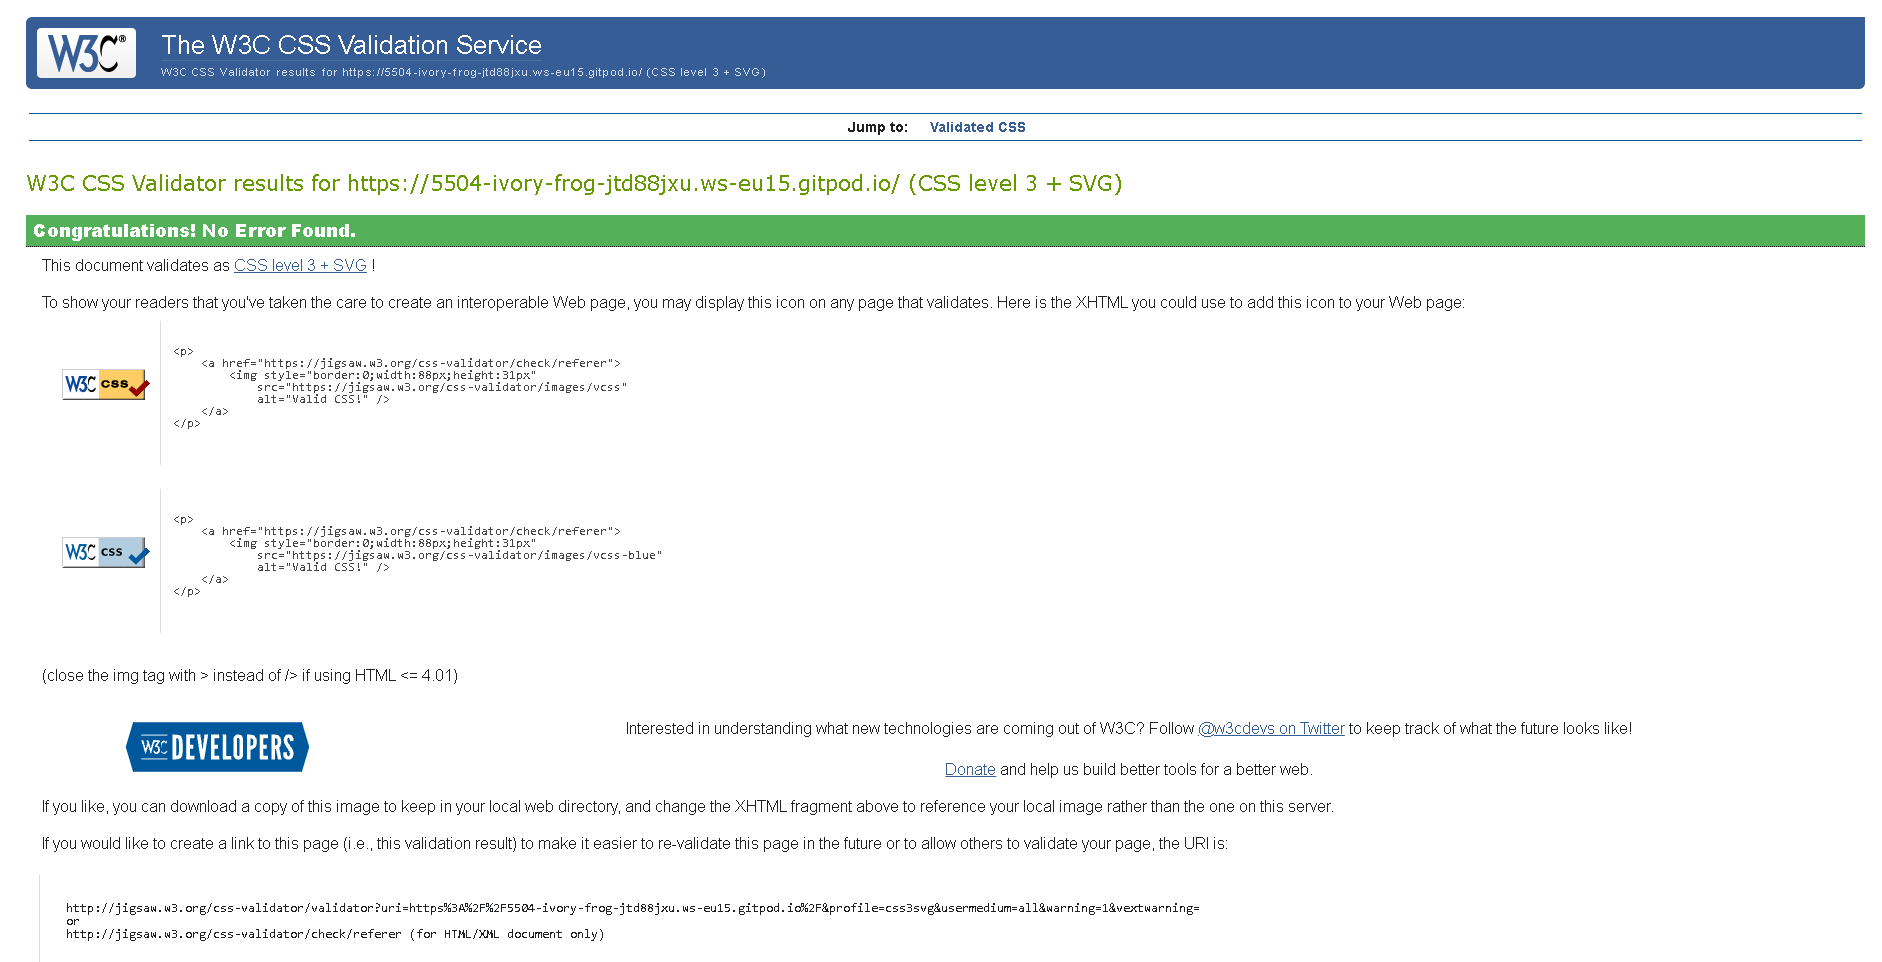 W3C®
The W3C CSS Validation Service
W3C CSS Validator results for https://5504-ivory-frog-jtd88jxu.ws-eu15.gitpod.io/ (CSS level 3 + SVG)
Jump to: Validated CSS
W3C CSS Validator results for https://5504-ivory-frog-jtd88jxu.ws-eu15.gitpod.io/ (CSS level 3 + SVG)
Congratulations! No Error Found.
This document validates as CSS level 3 + SVG !
To show your readers that you've taken the care to create an interoperable Web page, you may display this icon on any page that validates. Here is the XHTML you could use to add this icon to your Web page:
W3C css
<p>
<a href="https://jigsaw.w3.org/css-validator/check/referer">
<img style="border:0;width:88px;height:31px"
src="https://jigsaw.w3.org/css-validator/images/vcss"
alt="Valid CSS!" />
</a>
</p>
W3C css
<p>
<a href="https://jigsaw.w3.org/css-validator/check/referer">
<img style="border:0;width:88px;height:31px"
src="https://jigsaw.w3.org/css-validator/images/vcss-blue"
alt="Valid CSS!" />
</a>
</p>
(close the img tag with > instead of /> if using HTML <= 4.01)
W3C DEVELOPERS
Interested in understanding what new technologies are coming out of W3C? Follow @w3cdevs on Twitter to keep track of what the future looks like!
Donate and help us build better tools for a better web.
If you like, you can download a copy of this image to keep in your local web directory, and change the XHTML fragment above to reference your local image rather than the one on this server.
If you would like to create a link to this page (i.e., this validation result) to make it easier to re-validate this page in the future or to allow others to validate your page, the URI is:
http://jigsaw.w3.org/css-validator/validator?uri=https%3A%2F%2F5504-ivory-frog-jtd88jxu.ws-eu15.gitpod.io%2F&profile=css3svg&usermedium=all&warning=1&vextwarning=
or
http://jigsaw.w3.org/css-validator/check/referer (for HTML/XML document only)